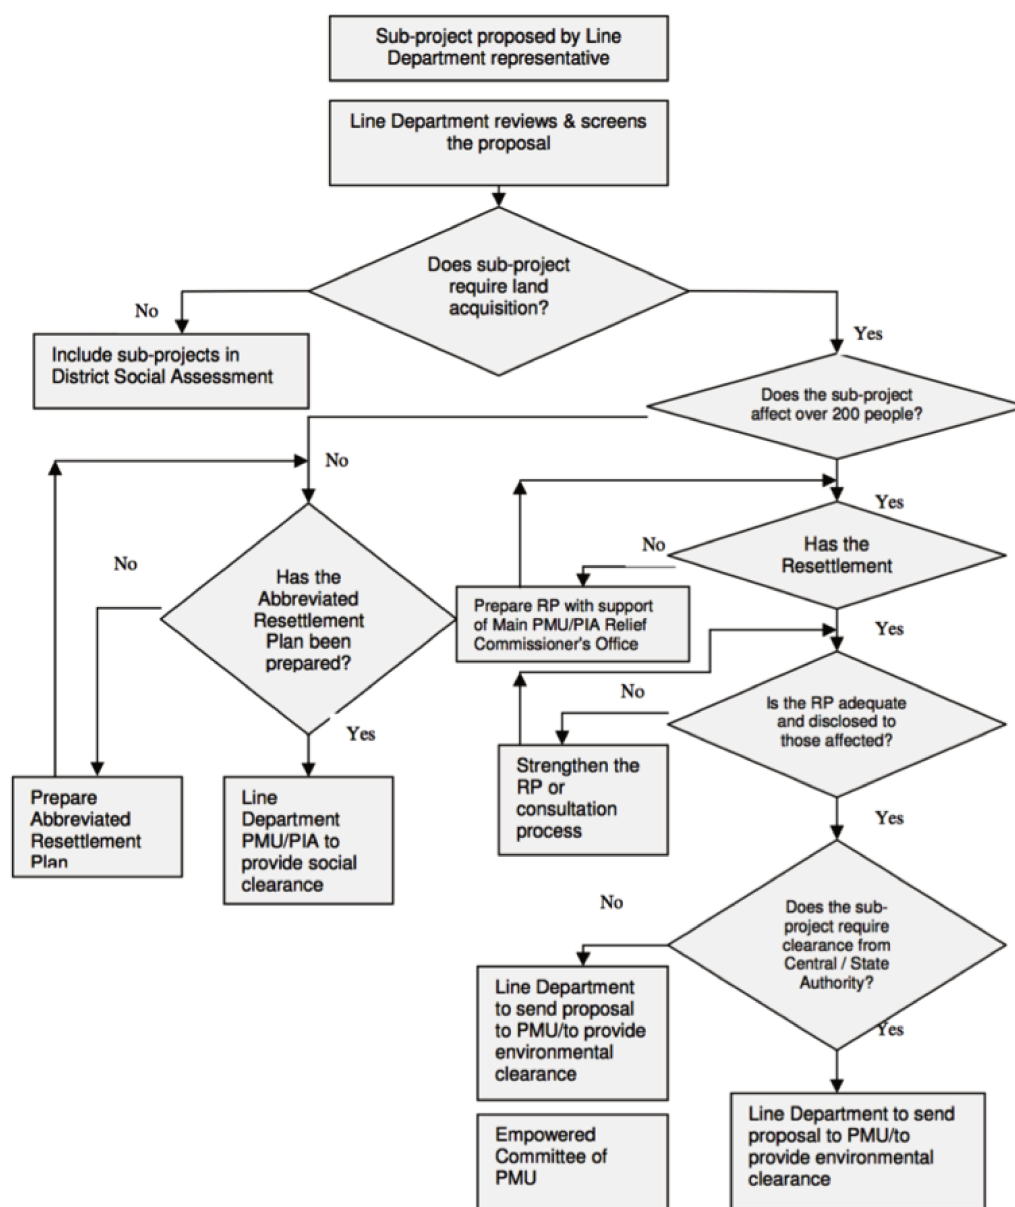 Sub-project proposed by Line
Department representative
Line Department reviews & screens
the proposal
Does sub-project
require land
acquisition?
No
Yes
Include sub-projects in
District Social Assessment
Does the sub-project
affect over 200 people?
No
Yes
Has the
Resettlement
No
No
Has the
Abbreviated
Resettlement
Plan been
prepared?
Prepare RP with support
of Main PMU/PIA Relief
Commissioner's Office
Yes
No
Is the RP adequate
and disclosed to
those affected?
Yes
Strengthen the
RP or
consultation
process
Prepare
Abbreviated
Resettlement
Plan
Line
Department
PMU/PIA to
provide social
clearance
Yes
No
Does the sub-
project require
clearance from
Central / State
Authority?
Line Department
to send proposal
to PMU/to provide
environmental
clearance
Yes
Empowered
Committee of
PMU
Line Department to send
proposal to PMU/to
provide environmental
clearance